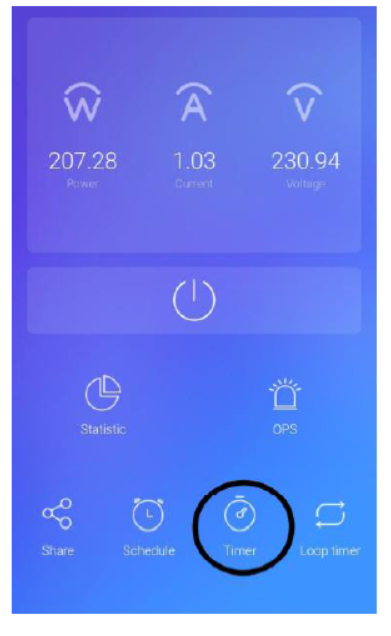 W A V
207.28 1.03 230.94
Power Current Voltage
Statistic OPS
Share Schedule Timer Loop timer